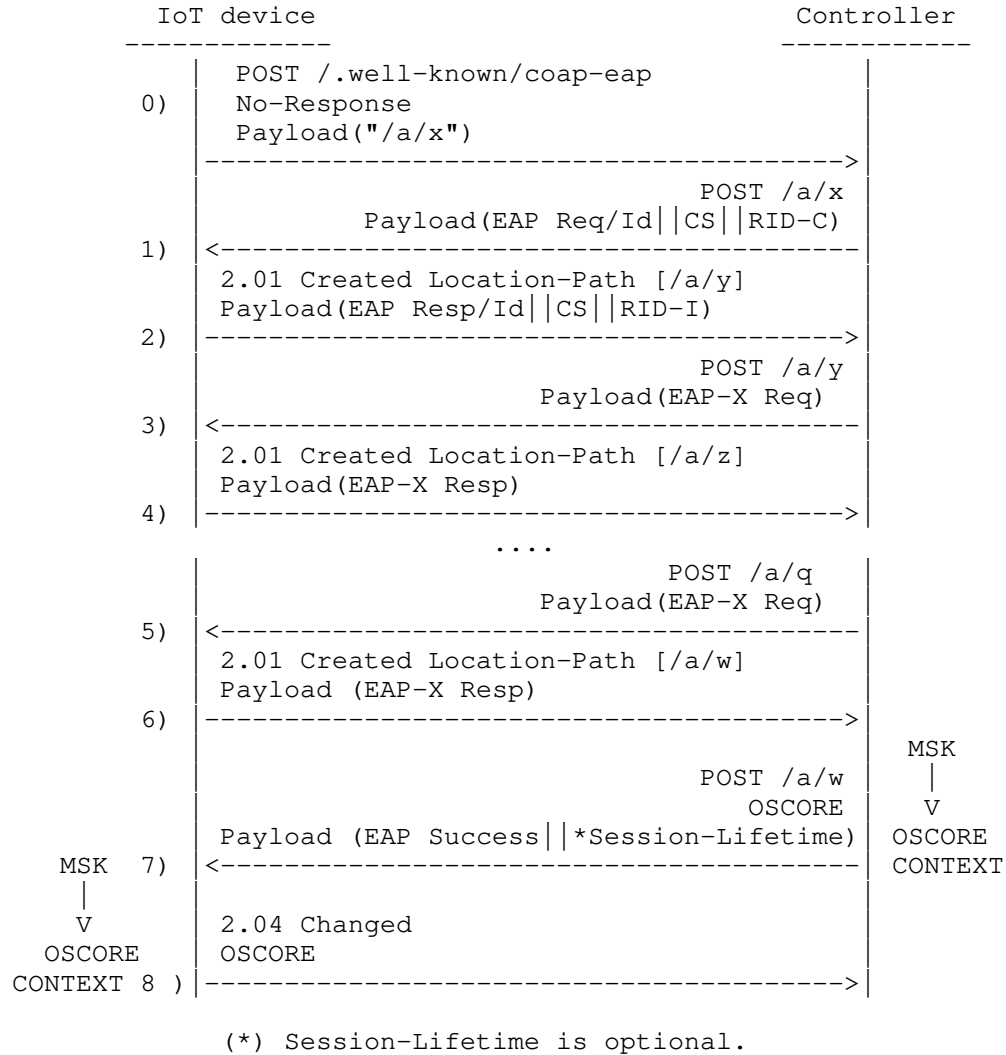 IoT device                                 Controller
-------------                            ------------
|  POST /.well-known/coap-eap            |
0)  |  No-Response                           |
|  Payload("/a/x")                       |
|--------------------------------------->|
|                             POST /a/x  |
|          Payload(EAP Req/Id||CS||RID-C)|
1)  |<---------------------------------------|
| 2.01 Created Location-Path [/a/y]      |
| Payload(EAP Resp/Id||CS||RID-I)        |
2)  |--------------------------------------->|
|                             POST /a/y  |
|                     Payload(EAP-X Req) |
3)  |<---------------------------------------|
| 2.01 Created Location-Path [/a/z]      |
| Payload(EAP-X Resp)                    |
4)  |--------------------------------------->|
....
|                            POST /a/q   |
|                     Payload(EAP-X Req) |
5)  |<---------------------------------------|
| 2.01 Created Location-Path [/a/w]      |
| Payload (EAP-X Resp)                   |
6)  |--------------------------------------->|
|                                        |  MSK
|                             POST /a/w  |   |
|                                OSCORE  |   V
| Payload (EAP Success||*Session-Lifetime)| OSCORE
MSK  7)  |<---------------------------------------| CONTEXT
|        |                                        |
V        | 2.04 Changed                           |
OSCORE   | OSCORE                                 |
CONTEXT 8 )|--------------------------------------->|
(*) Session-Lifetime is optional.